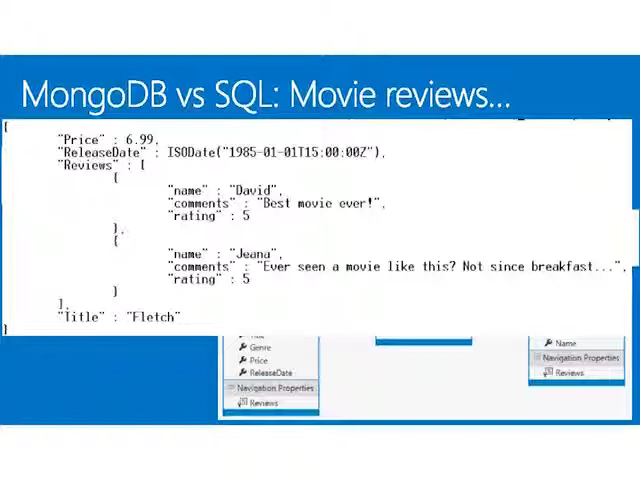 MongoDB vs SQL: Movie reviews...
{
"Price" : 6.99,
"ReleaseDate" : ISODate("1985-01-01T15:00:00Z"),
"Reviews" : [
{
"name" : "David",
"comments" : "Best movie ever!",
"rating" : 5
},
{
"name" : "Jeana",
"comments" : "Ever seen a movie like this? Not since breakfast...",
"rating" : 5
}
],
"Title" : "Fletch"
}
Genre
Price
ReleaseDate
Navigation Properties
Reviews
Name
Navigation Properties
Reviews